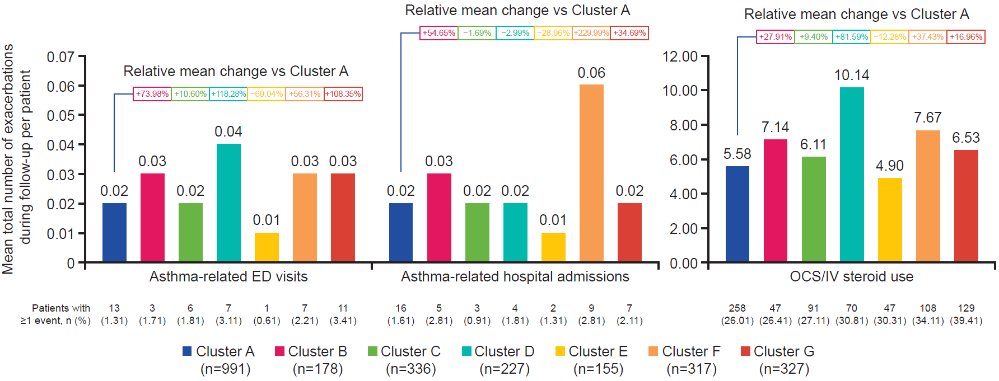 Relative mean change vs Cluster A
+54.65% −1.69% −2.99% −28.96% +229.99% +34.69%
Relative mean change vs Cluster A
+27.91% +9.40% +81.59% −12.28% +37.43% +16.96%
Mean total number of exacerbations
during follow-up per patient
0.07
0.06
0.05
0.04
0.03
0.02
0.01
0
Relative mean change vs Cluster A
+73.98% +10.60% +118.28% −60.04% +56.31% +108.35%
0.02 0.03 0.02 0.04 0.01 0.03 0.03
Asthma-related ED visits
0.02 0.03 0.02 0.02 0.01 0.06 0.02
Asthma-related hospital admissions
12.00
10.00
8.00
6.00
4.00
2.00
0.00
5.58 7.14 6.11 10.14 4.90 7.67 6.53
OCS/IV steroid use
Patients with 13 3 6 7 1 7 11 16 5 3 4 2 9 7 258 47 91 70 47 108 129
≥1 event, n (%) (1.31) (1.71) (1.81) (3.11) (0.61) (2.21) (3.41) (1.61) (2.81) (0.91) (1.81) (1.31) (2.81) (2.11) (26.01) (26.41) (27.11) (30.81) (30.31) (34.11) (39.41)
Cluster A Cluster B Cluster C Cluster D Cluster E Cluster F Cluster G
(n=991) (n=178) (n=336) (n=227) (n=155) (n=317) (n=327)